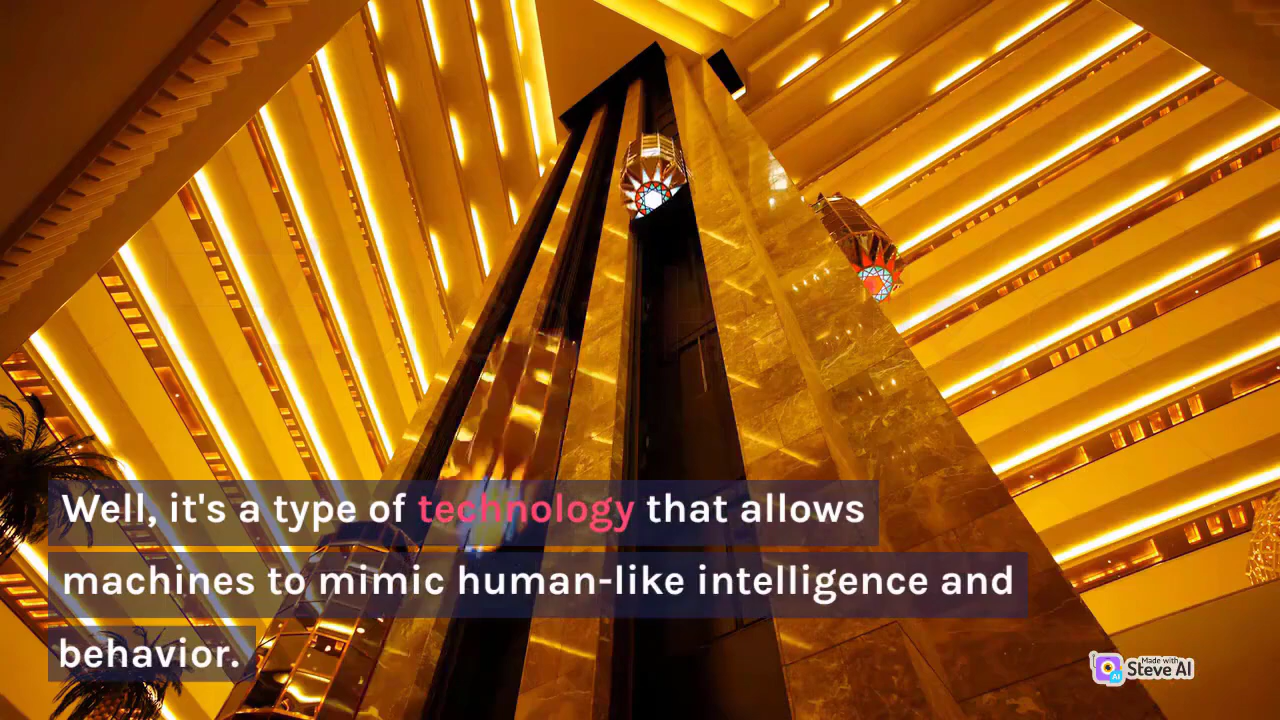 Well, it's a type of technology that allows
machines to mimic human-like intelligence and
behavior.
Made with
Steve AI
AI